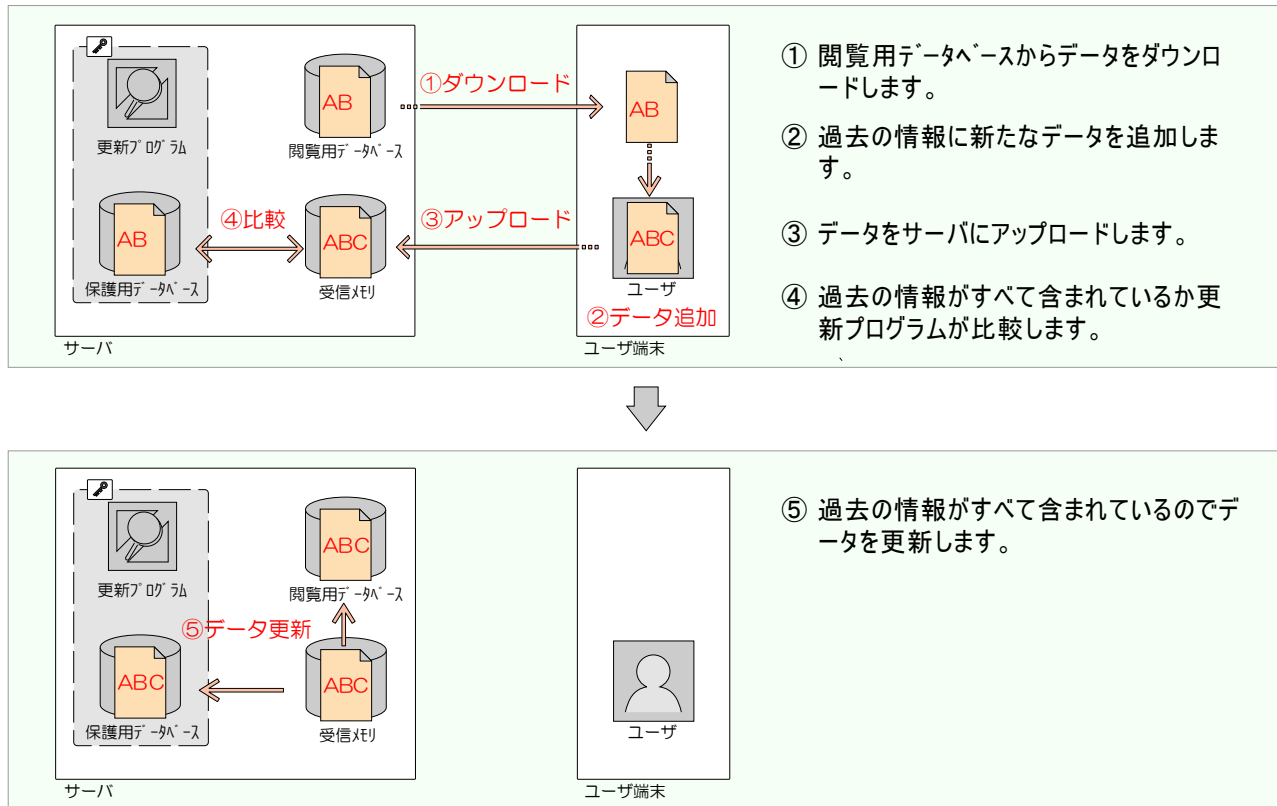 ①ダウンロード
AB
AB
AB
更新ﾌﾟﾛｸﾞﾗﾑ
閲覧用ﾃﾞｰﾀﾍﾞｰｽ
④比較
③アップロード
AB
ABC
ABC
保護用ﾃﾞｰﾀﾍﾞｰｽ
受信ﾒﾓﾘ
ユーザ
②データ追加
サーバ
ユーザ端末
① 閲覧用ﾃﾞｰﾀﾍﾞｰｽからデータをダウンロ
ードします。
② 過去の情報に新たなデータを追加しま
す。
③ データをサーバにアップロードします。
④ 過去の情報がすべて含まれているか更
新プログラムが比較します。
、
ABC
更新ﾌﾟﾛｸﾞﾗﾑ
閲覧用ﾃﾞｰﾀﾍﾞｰｽ
⑤データ更新
ABC
ABC
保護用ﾃﾞｰﾀﾍﾞｰｽ
受信ﾒﾓﾘ
ユーザ
サーバ
ユーザ端末
⑤ 過去の情報がすべて含まれているのでデ
ータを更新します。